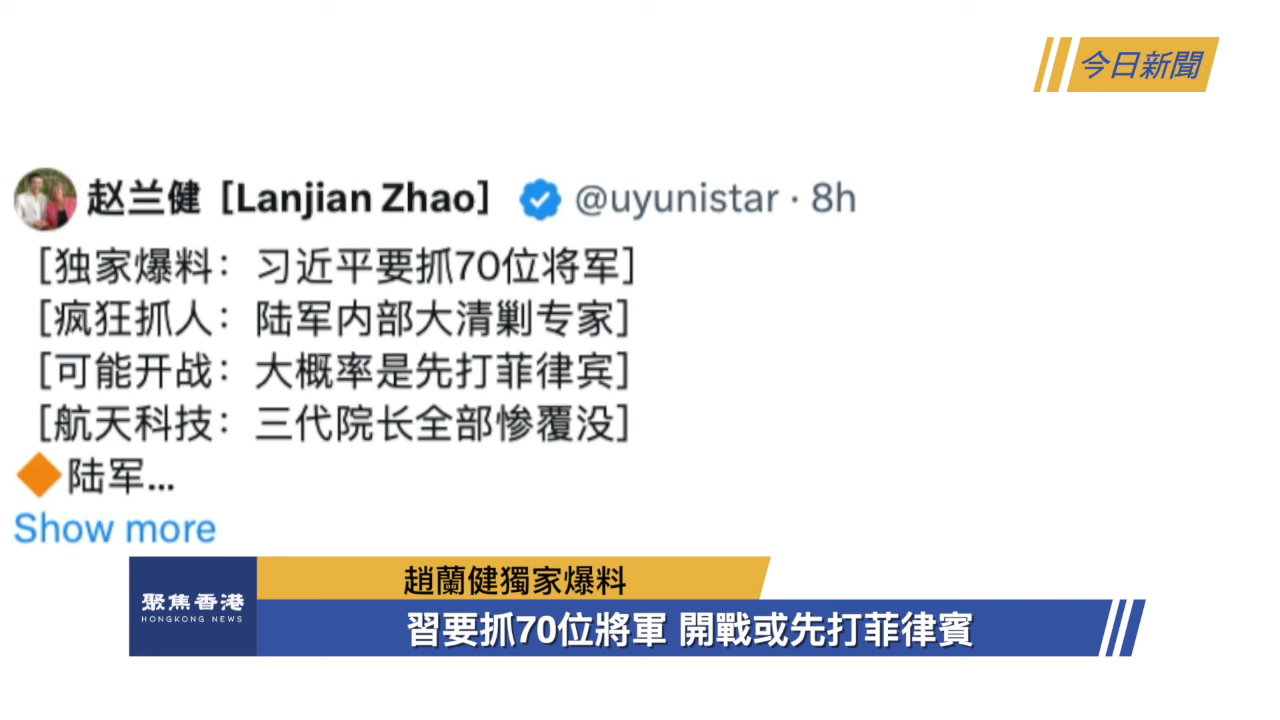 今日新聞
赵兰健［Lanjian Zhao］ @uyunistar · 8h
［独家爆料：习近平要抓70位将军］
［疯狂抓人：陆军内部大清剿专家］
［可能开战：大概率是先打菲律宾］
［航天科技：三代院长全部惨覆没］
🔶陆军...
Show more
趙蘭健獨家爆料
聚焦香港
HONGKONG NEWS
習要抓70位將軍 開戰或先打菲律賓